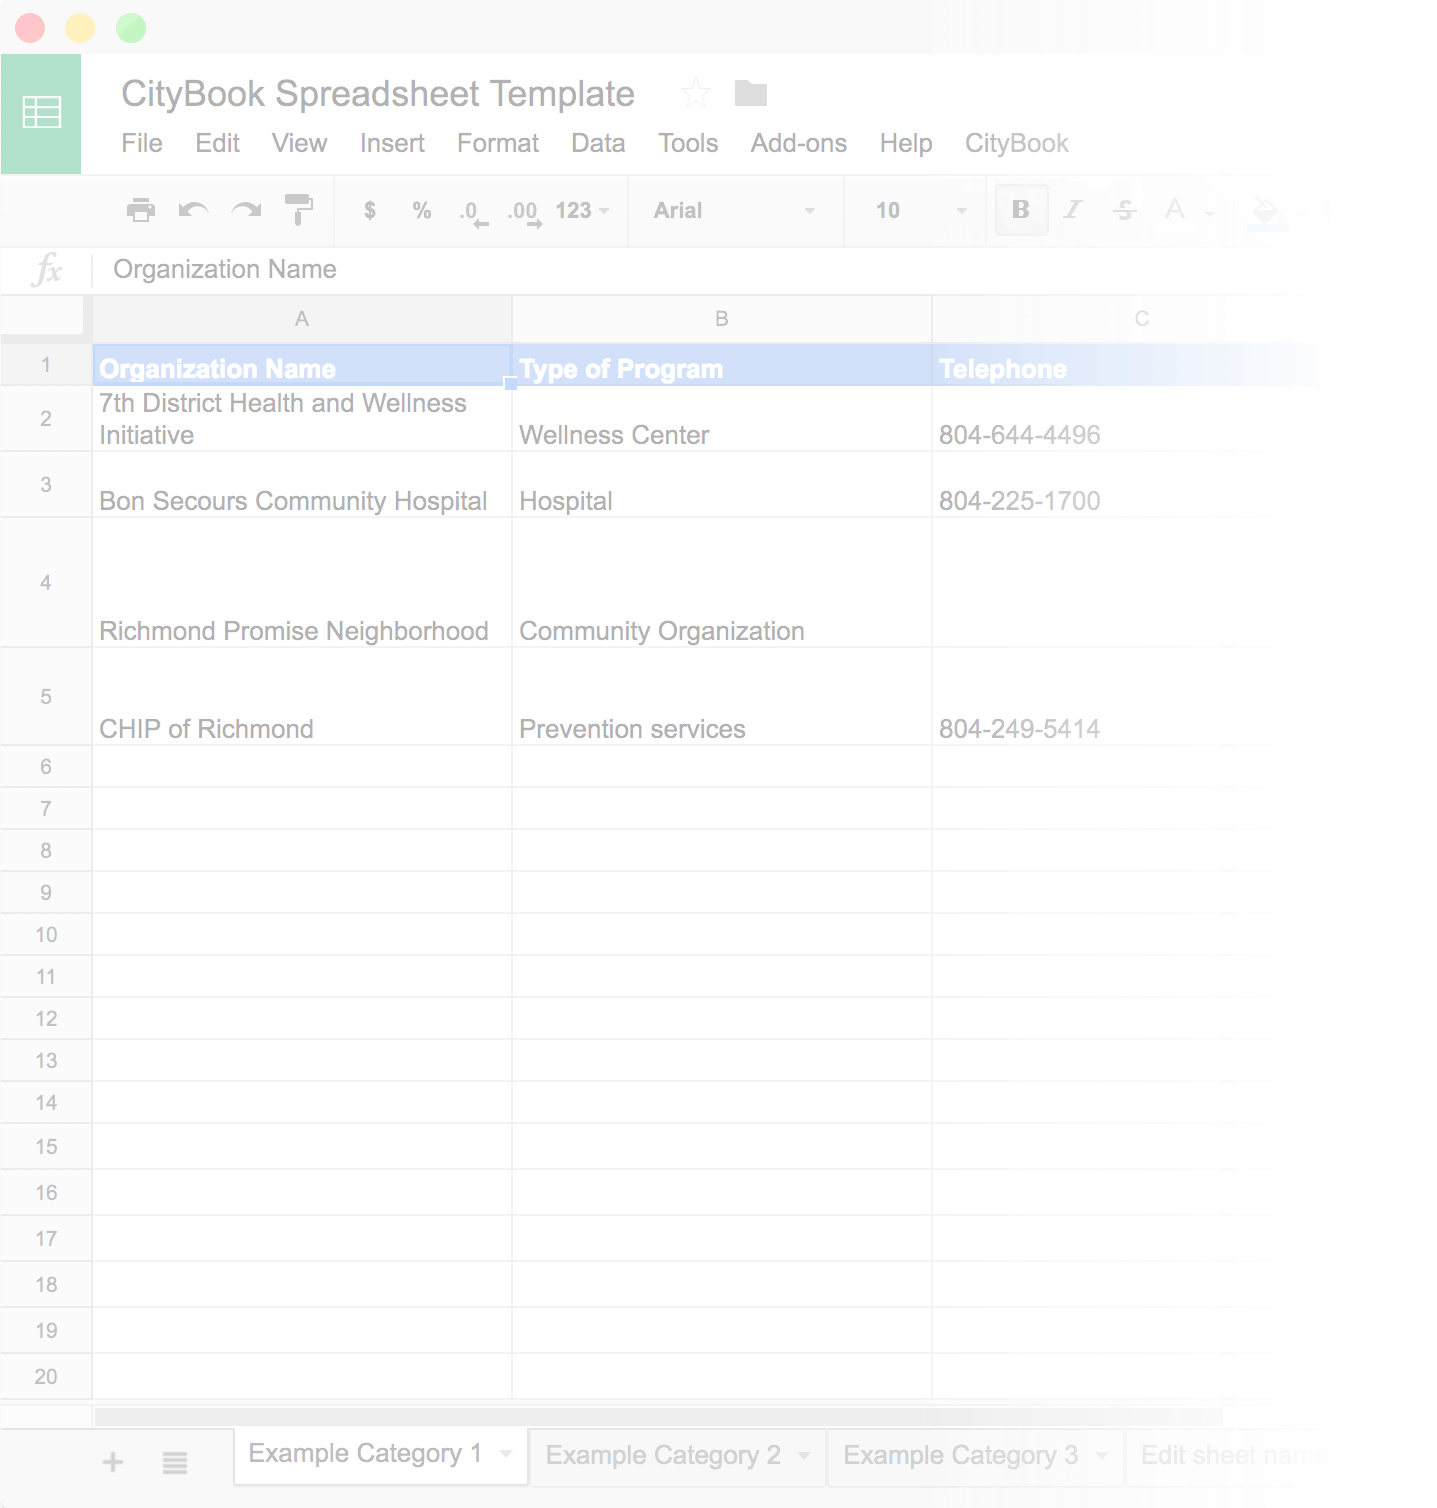 CityBook Spreadsheet Template
File Edit View Insert Format Data Tools Add-ons Help CityBook
$ % .0 .00 123 Arial 10 B I S A
fx Organization Name
A B C
1 Organization Name Type of Program Telephone
7th District Health and Wellness
2 Initiative Wellness Center 804-644-4496
3 Bon Secours Community Hospital Hospital 804-225-1700
4 Richmond Promise Neighborhood Community Organization
5 CHIP of Richmond Prevention services 804-249-5414
6
7
8
9
10
11
12
13
14
15
16
17
18
19
20
+ Example Category 1 Example Category 2 Example Category 3 Edit sheet name